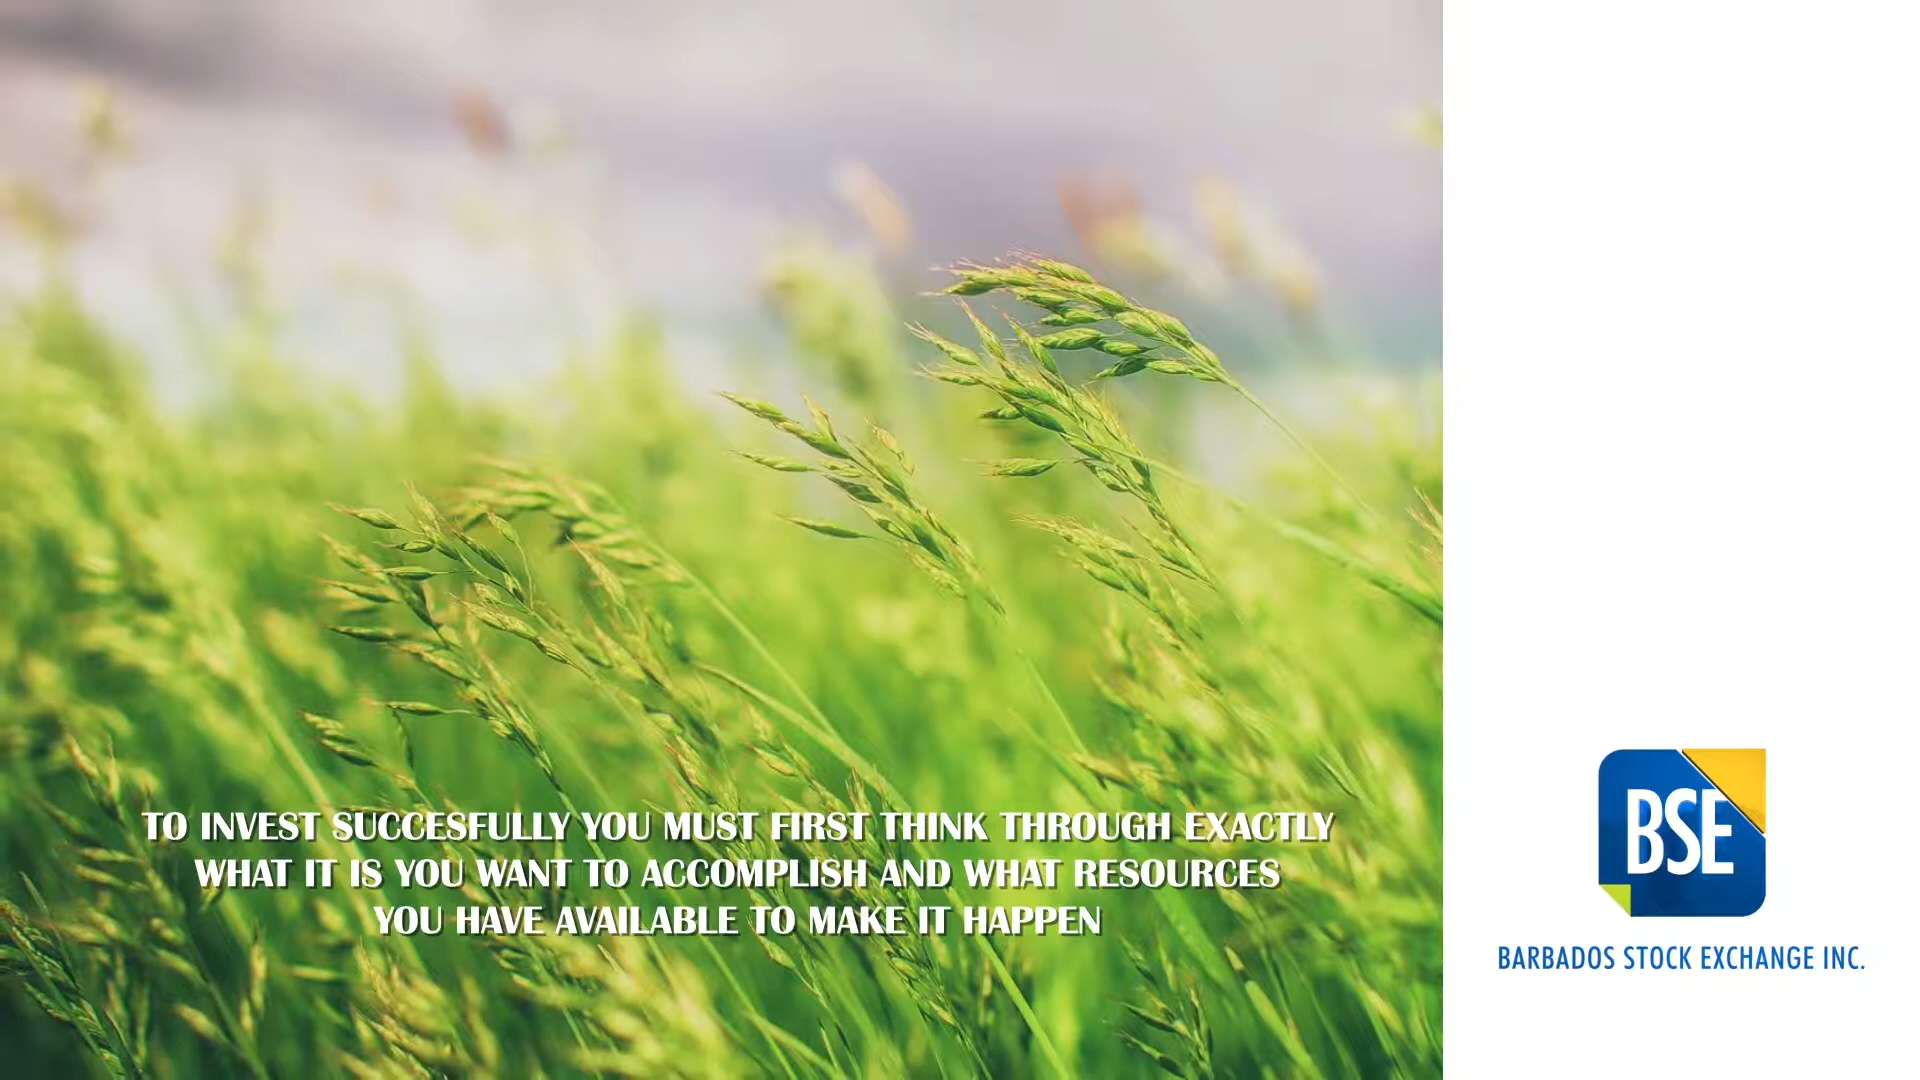 TO INVEST SUCCESFULLY YOU MUST FIRST THINK THROUGH EXACTLY
WHAT IT IS YOU WANT TO ACCOMPLISH AND WHAT RESOURCES
YOU HAVE AVAILABLE TO MAKE IT HAPPEN
BSE
BARBADOS STOCK EXCHANGE INC.